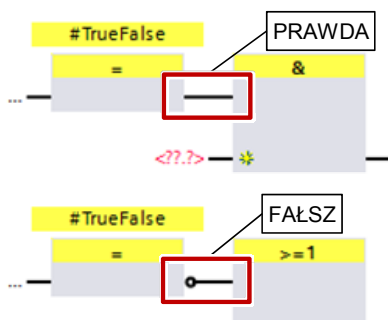 #TrueFalse
PRAWDA
= &
...
<??.?>
#TrueFalse
FAŁSZ
= >=1
...